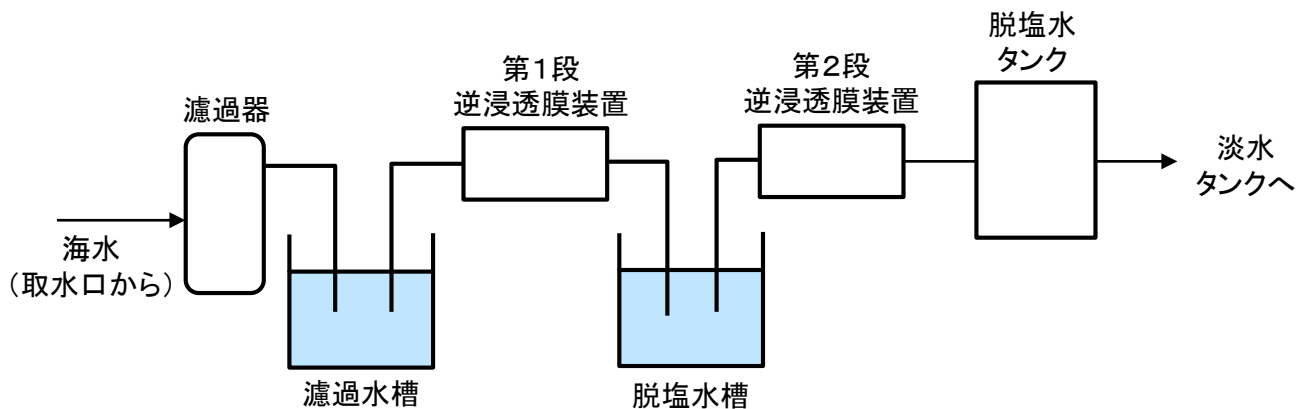 海水
(取水口から)
濾過器
濾過水槽
第１段
逆浸透膜装置
脱塩水槽
第２段
逆浸透膜装置
脱塩水
タンク
淡水
タンクへ